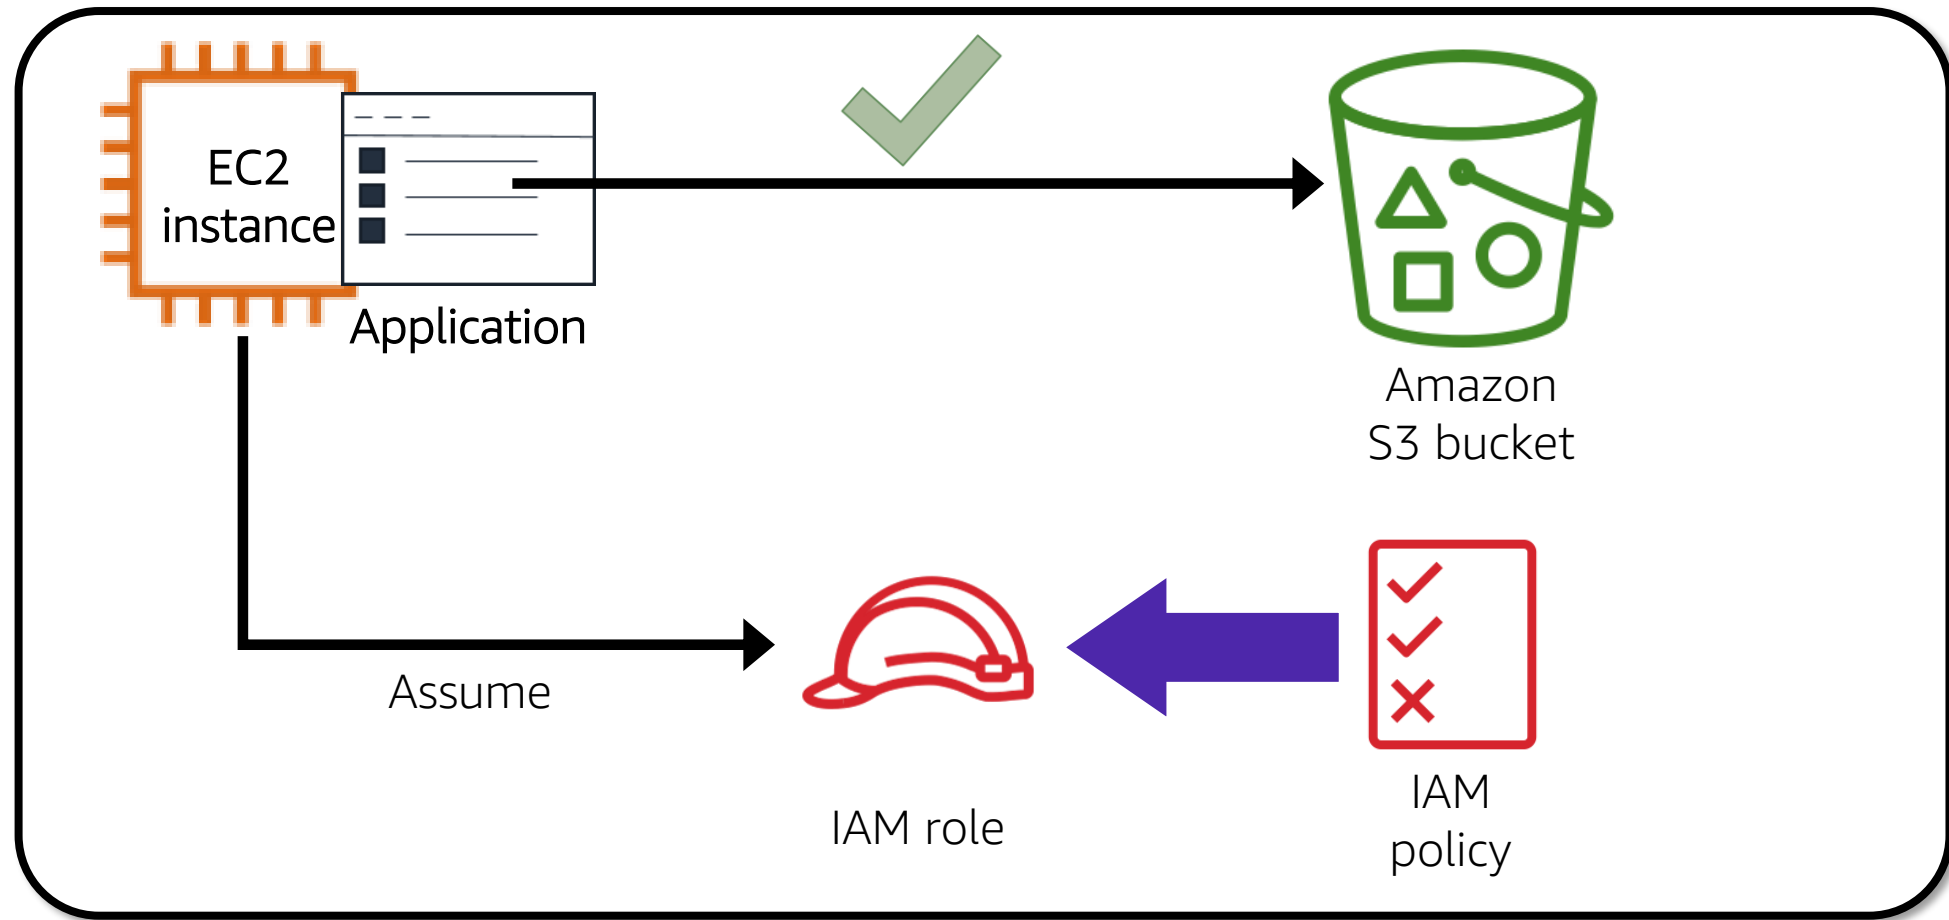 EC2
instance
Application
Amazon
S3 bucket
Assume
IAM role
IAM
policy